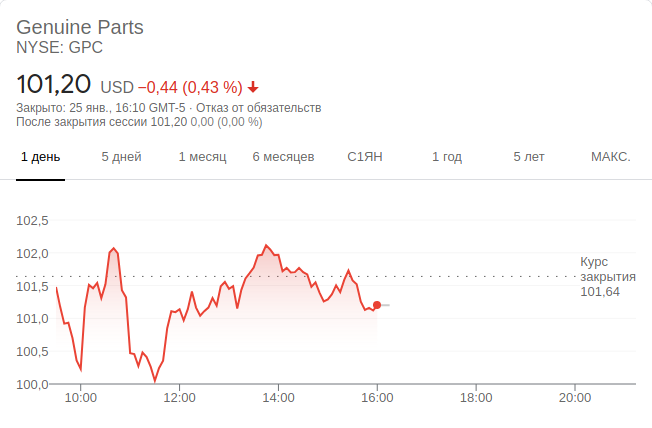 Genuine Parts
NYSE: GPC
101,20 USD −0,44 (0,43 %)
Закрыто: 25 янв., 16:10 GMT-5 · Отказ от обязательств
После закрытия сессии 101,20 0,00 (0,00 %)
1 день 5 дней 1 месяц 6 месяцев С1ЯН 1 год 5 лет МАКС.
102,5
102,0
101,5
101,0
100,5
100,0
Курс
закрытия
101,64
10:00 12:00 14:00 16:00 18:00 20:00